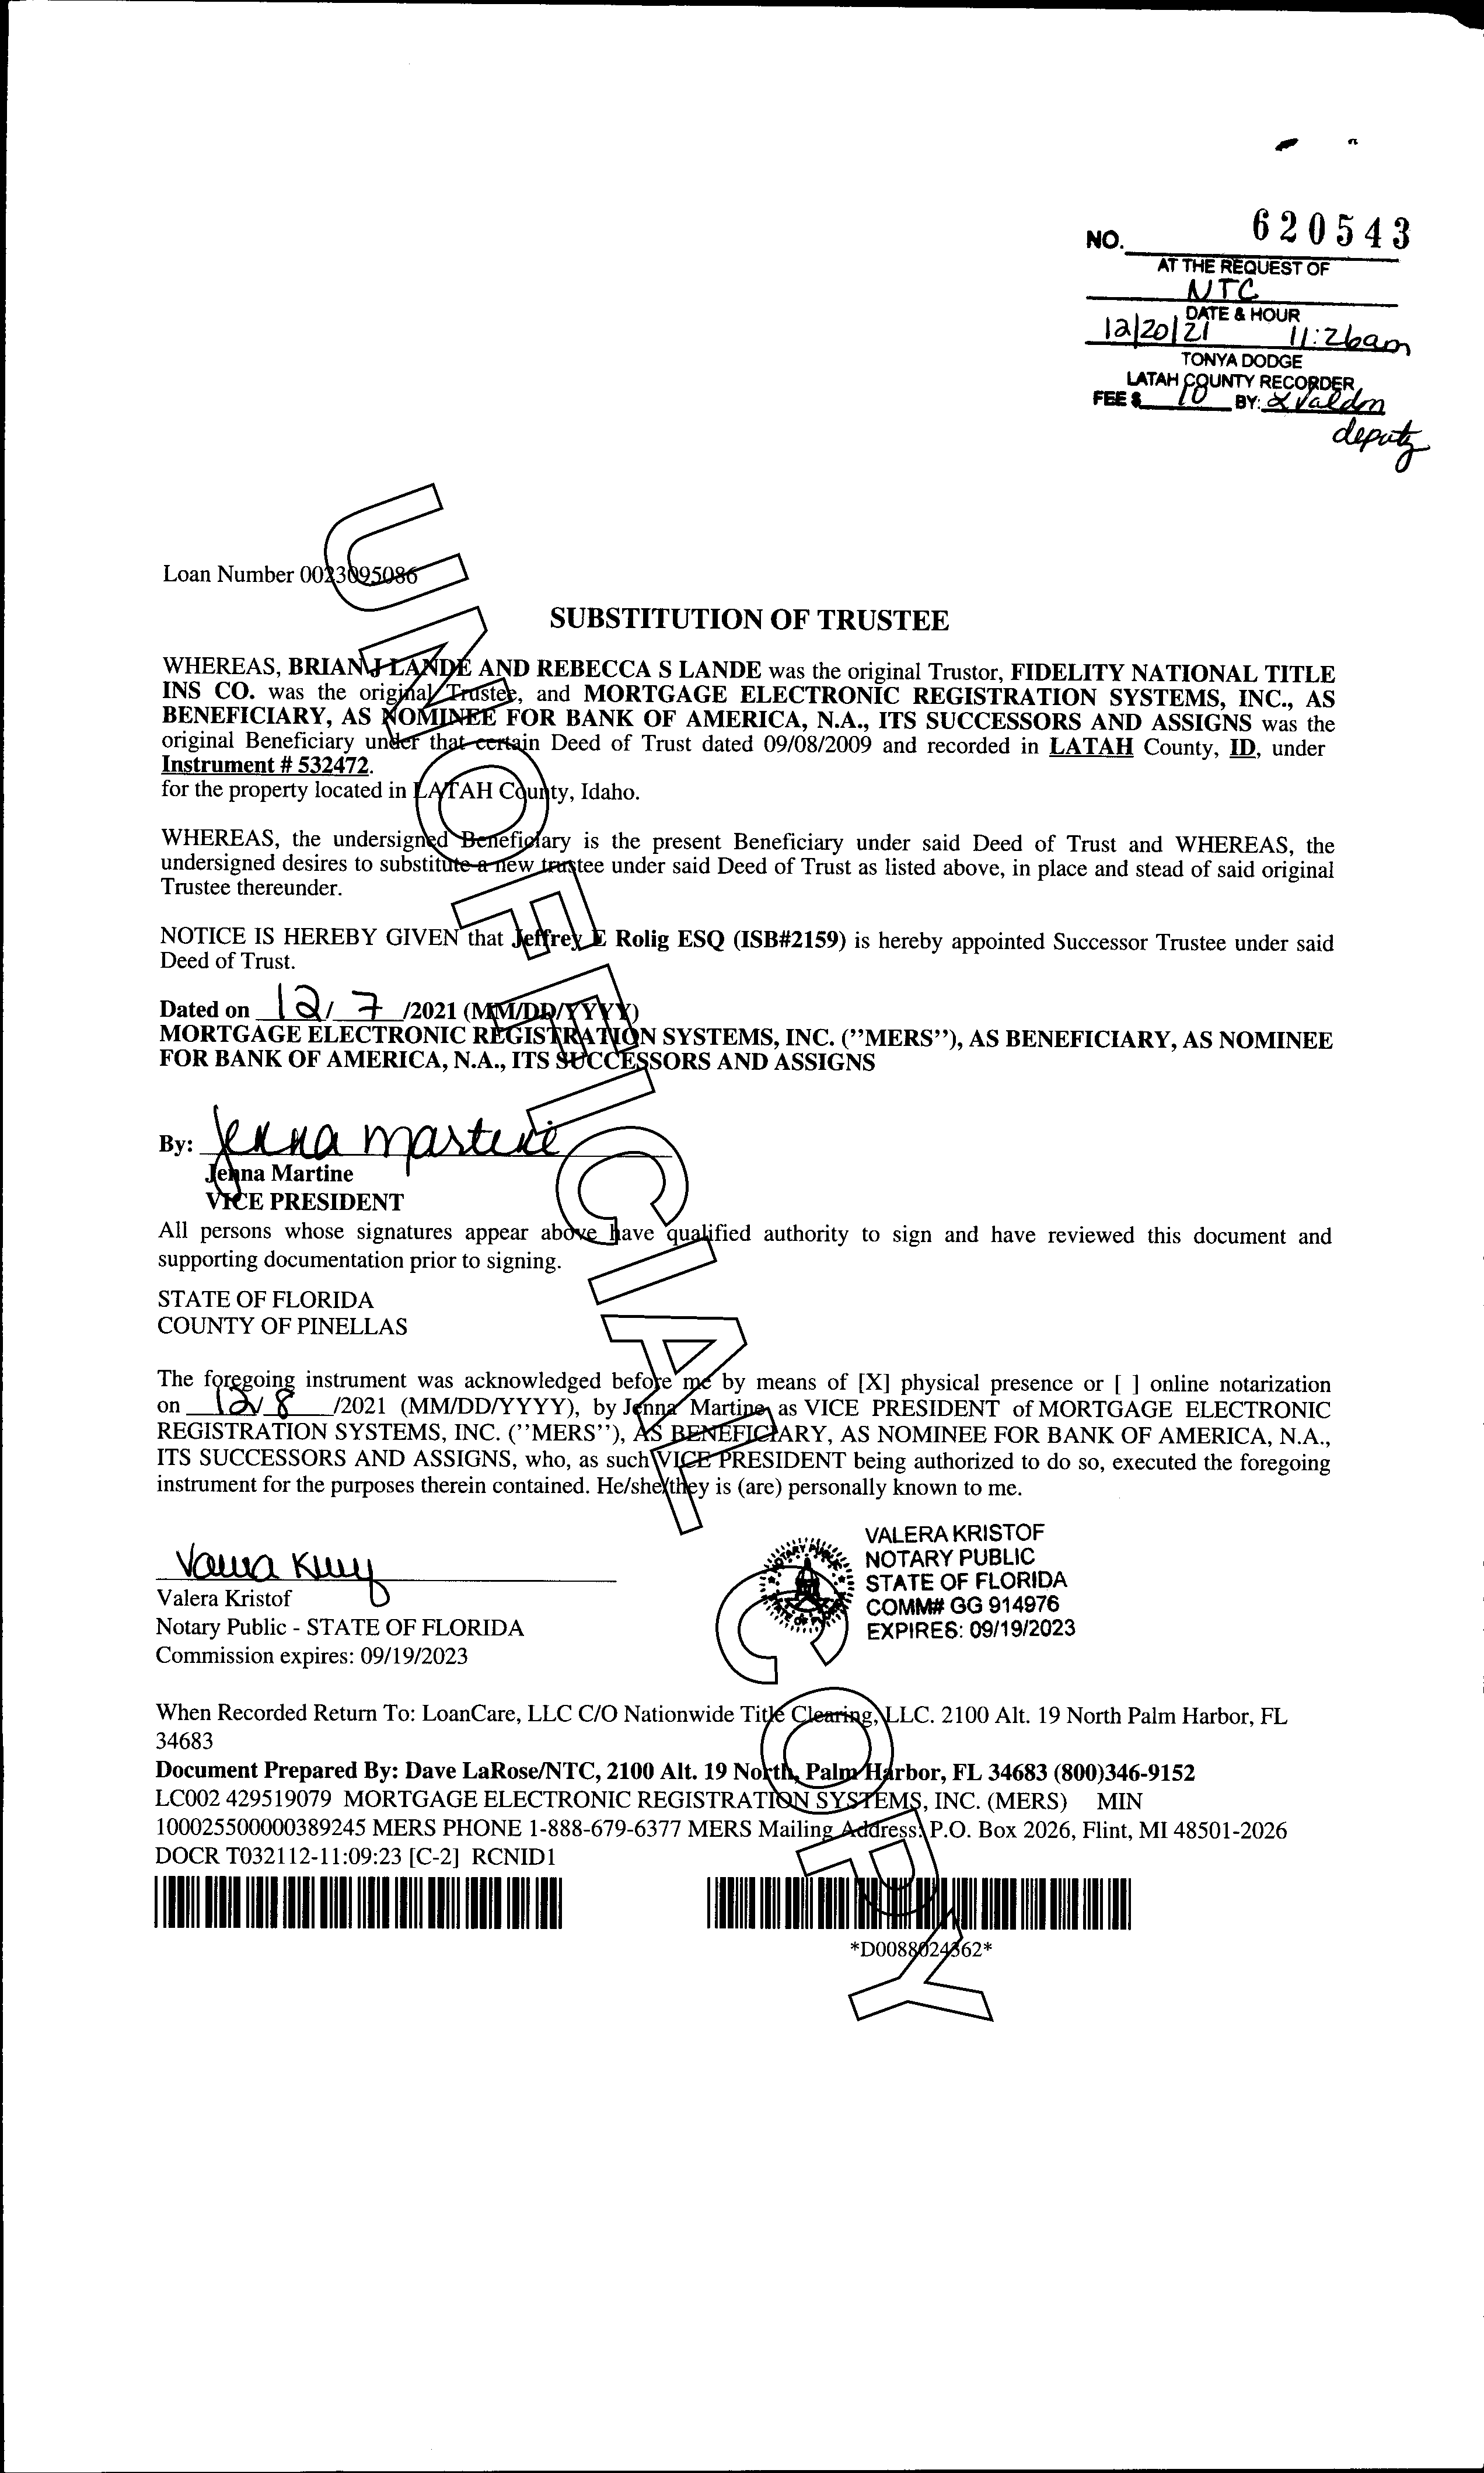 NO. 620543
AT THE REQUEST OF
NTC
DATE & HOUR
12/20/21 11:26am
TONYA DODGE
LATAH COUNTY RECORDER
FEE $ 10 BY:
deputy
Loan Number 0023095086
SUBSTITUTION OF TRUSTEE
WHEREAS, BRIAN J LANDE AND REBECCA S LANDE was the original Trustor, FIDELITY NATIONAL TITLE
INS CO. was the original Trustee, and MORTGAGE ELECTRONIC REGISTRATION SYSTEMS, INC., AS
BENEFICIARY, AS NOMINEE FOR BANK OF AMERICA, N.A., ITS SUCCESSORS AND ASSIGNS was the
original Beneficiary under that certain Deed of Trust dated 09/08/2009 and recorded in LATAH County, ID, under
Instrument # 532472.
for the property located in LATAH County, Idaho.
WHEREAS, the undersigned Beneficiary is the present Beneficiary under said Deed of Trust and WHEREAS, the
undersigned desires to substitute a new trustee under said Deed of Trust as listed above, in place and stead of said original
Trustee thereunder.
NOTICE IS HEREBY GIVEN that Jeffrey E Rolig ESQ (ISB#2159) is hereby appointed Successor Trustee under said
Deed of Trust.
Dated on 12/ 7 /2021 (MM/DD/YYYY)
MORTGAGE ELECTRONIC REGISTRATION SYSTEMS, INC. (''MERS''), AS BENEFICIARY, AS NOMINEE
FOR BANK OF AMERICA, N.A., ITS SUCCESSORS AND ASSIGNS
By: Jenna Martine
Jenna Martine
VICE PRESIDENT
All persons whose signatures appear above have qualified authority to sign and have reviewed this document and
supporting documentation prior to signing.
STATE OF FLORIDA
COUNTY OF PINELLAS
The foregoing instrument was acknowledged before me by means of [X] physical presence or [ ] online notarization
on 12/ 8 /2021 (MM/DD/YYYY), by Jenna Martine as VICE PRESIDENT of MORTGAGE ELECTRONIC
REGISTRATION SYSTEMS, INC. (''MERS''), AS BENEFICIARY, AS NOMINEE FOR BANK OF AMERICA, N.A.,
ITS SUCCESSORS AND ASSIGNS, who, as such VICE PRESIDENT being authorized to do so, executed the foregoing
instrument for the purposes therein contained. He/she/they is (are) personally known to me.
Valera Kristof
Notary Public - STATE OF FLORIDA
Commission expires: 09/19/2023
VALERA KRISTOF
NOTARY PUBLIC
STATE OF FLORIDA
COMM# GG 914976
EXPIRES: 09/19/2023
When Recorded Return To: LoanCare, LLC C/O Nationwide Title Clearing, LLC. 2100 Alt. 19 North Palm Harbor, FL
34683
Document Prepared By: Dave LaRose/NTC, 2100 Alt. 19 North, Palm Harbor, FL 34683 (800)346-9152
LC002 429519079 MORTGAGE ELECTRONIC REGISTRATION SYSTEMS, INC. (MERS) MIN
100025500000389245 MERS PHONE 1-888-679-6377 MERS Mailing Address: P.O. Box 2026, Flint, MI 48501-2026
DOCR T032112-11:09:23 [C-2] RCNID1
*D0088024362*
UNOFFICIAL COPY